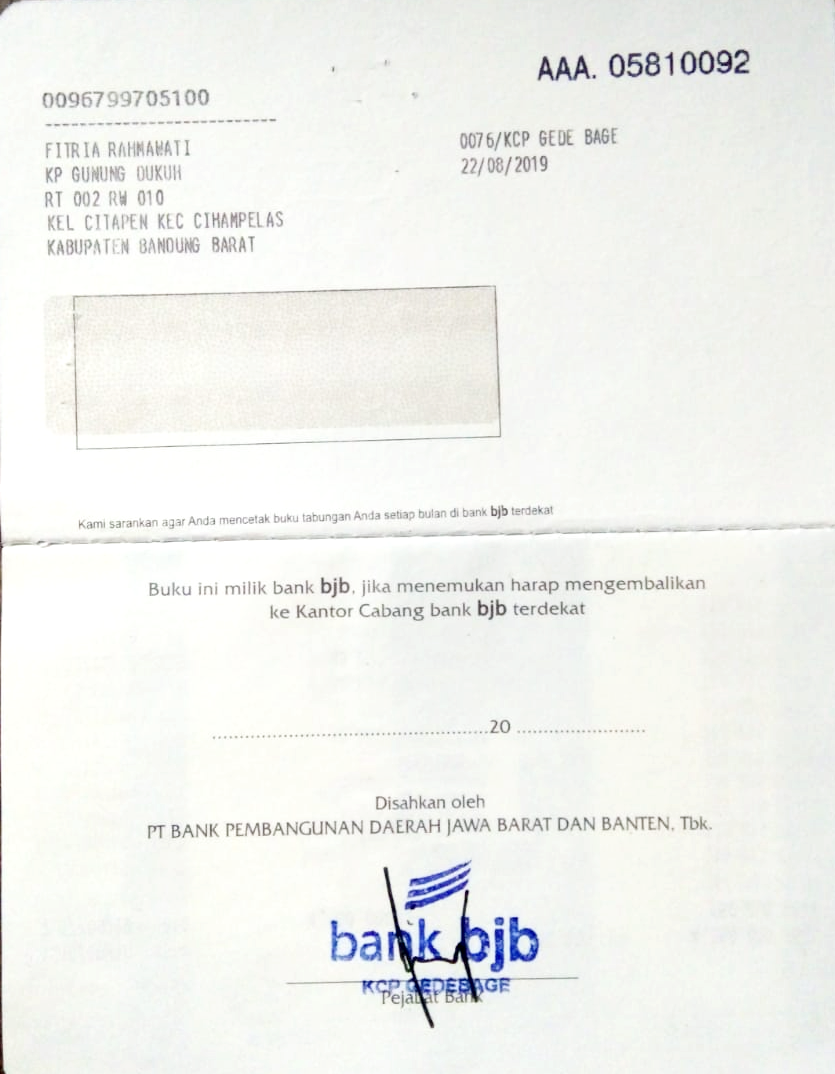 AAA. 05810092
0096799705100
FITRIA RAHMAWATI
KP GUNUNG DUKUH
RT 002 RW 010
KEL CITAPEN KEC CIHAMPELAS
KABUPATEN BANDUNG BARAT
0076/KCP GEDE BAGE
22/08/2019
Kami sarankan agar Anda mencetak buku tabungan Anda setiap bulan di bank bjb terdekat
Buku ini milik bank bjb, jika menemukan harap mengembalikan
ke Kantor Cabang bank bjb terdekat
....................................................20 ........................
Disahkan oleh
PT BANK PEMBANGUNAN DAERAH JAWA BARAT DAN BANTEN, Tbk.
bank bjb
KCP GEDEBAGE
Pejabat Bank